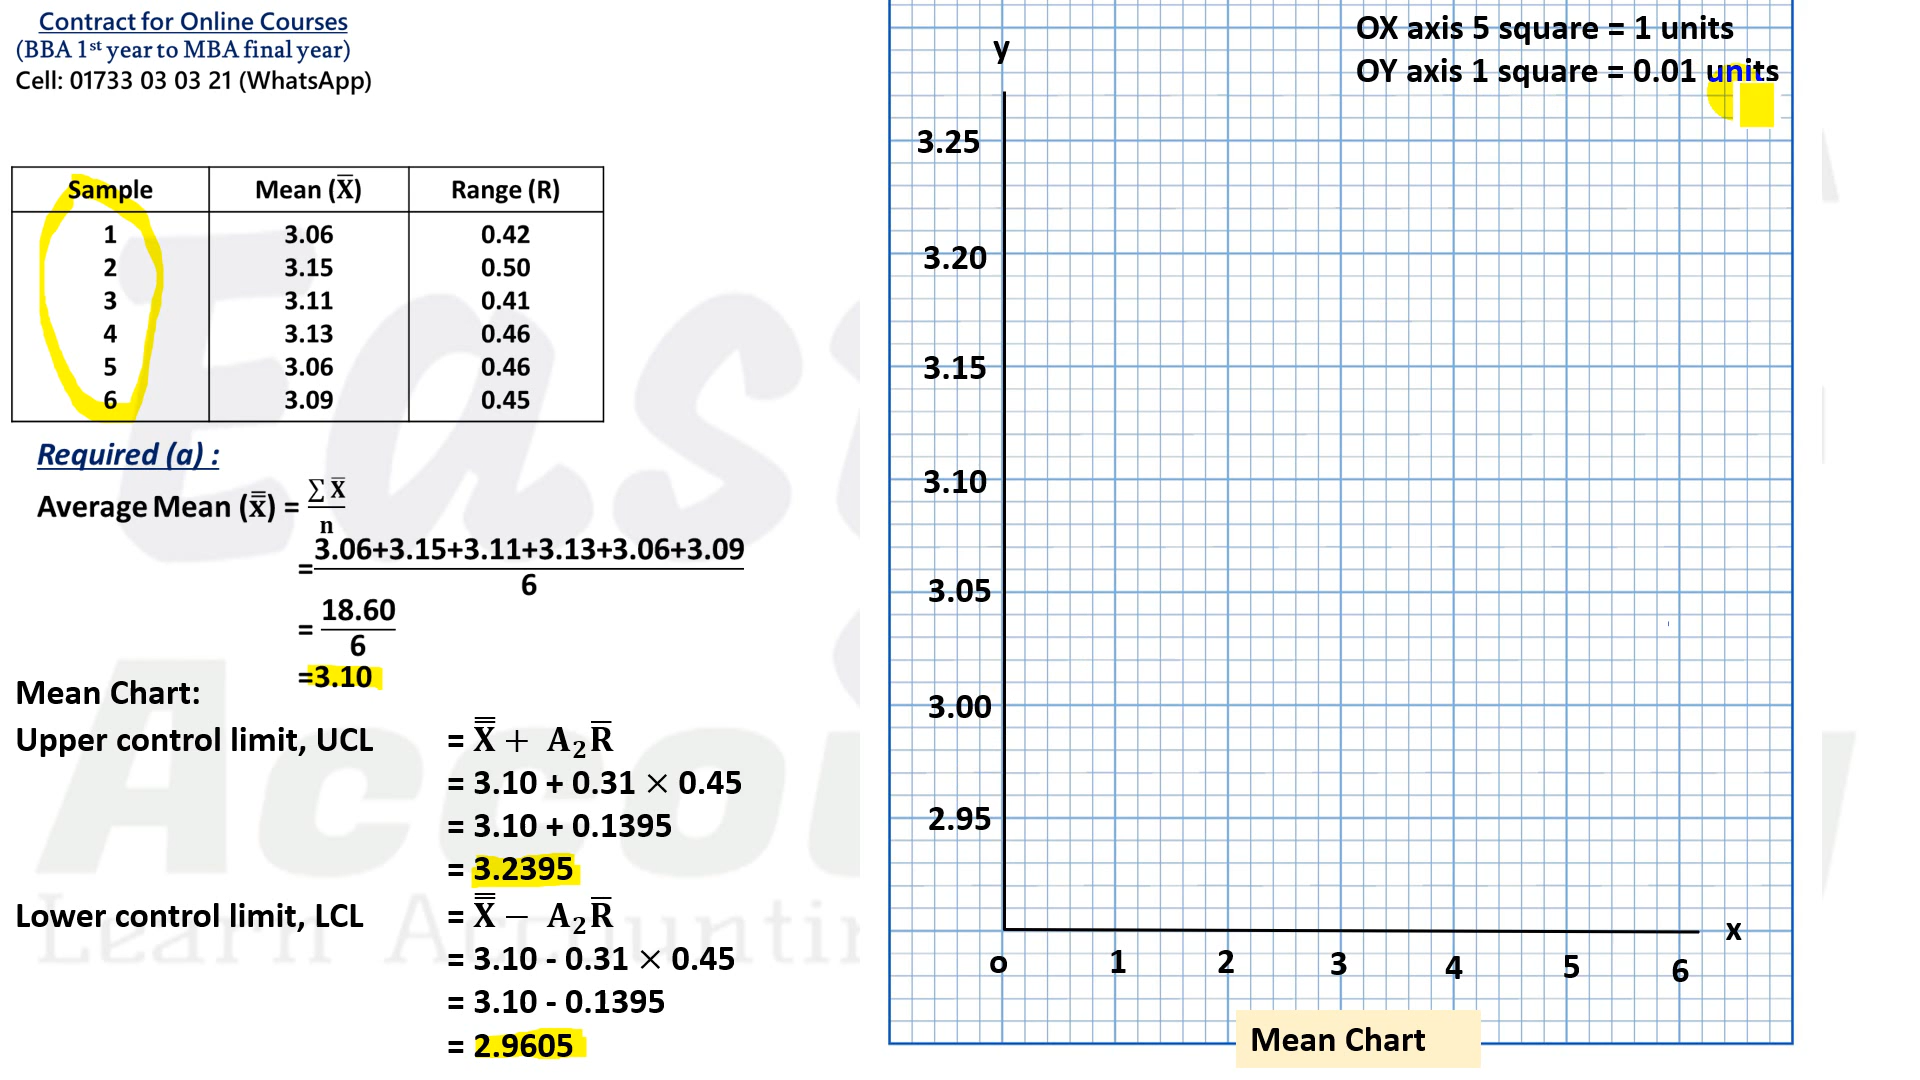 Contract for Online Courses
(BBA 1st year to MBA final year)
Cell: 01733 03 03 21 (WhatsApp)
Sample Mean (X̅) Range (R)
1 3.06 0.42
2 3.15 0.50
3 3.11 0.41
4 3.13 0.46
5 3.06 0.46
6 3.09 0.45
Required (a) :
Average Mean (x̿) = ∑ X̅ / n
= 3.06+3.15+3.11+3.13+3.06+3.09 / 6
= 18.60 / 6
=3.10
Mean Chart:
Upper control limit, UCL = X̿ + A₂R̅
= 3.10 + 0.31 × 0.45
= 3.10 + 0.1395
= 3.2395
Lower control limit, LCL = X̿ − A₂R̅
= 3.10 - 0.31 × 0.45
= 3.10 - 0.1395
= 2.9605
OX axis 5 square = 1 units
OY axis 1 square = 0.01 units
y
3.25
3.20
3.15
3.10
3.05
3.00
2.95
x
o 1 2 3 4 5 6
Mean Chart